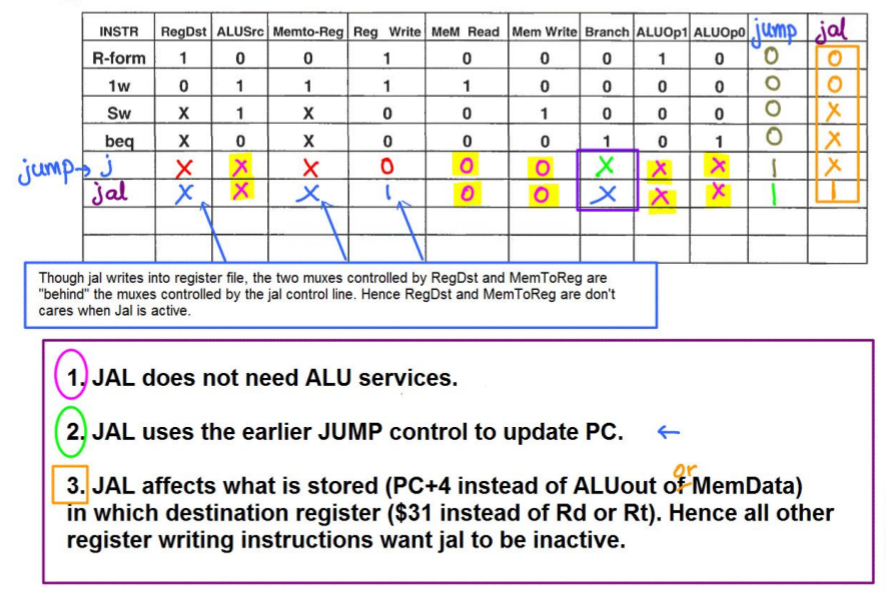 INSTR RegDst ALUSrc Memto-Reg Reg Write MeM Read Mem Write Branch ALUOp1 ALUOp0 jump jal
R-form 1 0 0 1 0 0 0 1 0 0 0
1w 0 1 1 1 1 0 0 0 0 0 0
Sw X 1 X 0 0 1 0 0 0 0 X
beq X 0 X 0 0 0 1 0 1 0 X
jump→ j X X X 0 0 0 X X X 1 X
jal X X X 1 0 0 X X X 1 1
Though jal writes into register file, the two muxes controlled by RegDst and MemToReg are
"behind" the muxes controlled by the jal control line. Hence RegDst and MemToReg are don't
cares when Jal is active.
1. JAL does not need ALU services.
2. JAL uses the earlier JUMP control to update PC. ←
or
3. JAL affects what is stored (PC+4 instead of ALUout of MemData)
in which destination register ($31 instead of Rd or Rt). Hence all other
register writing instructions want jal to be inactive.